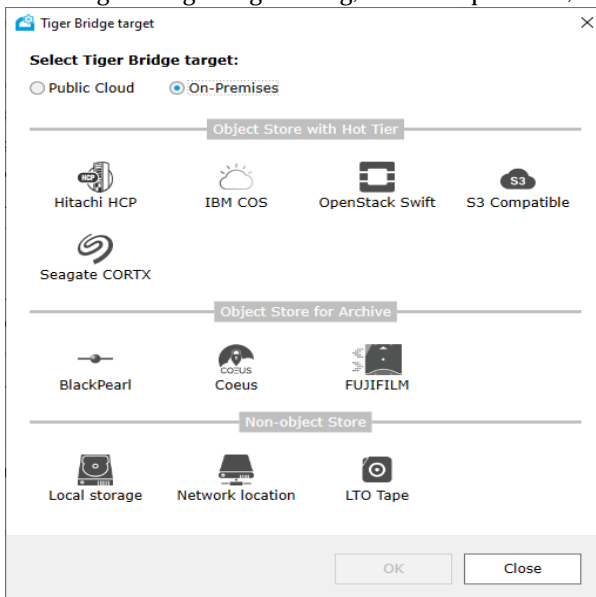 Tiger Bridge target
Select Tiger Bridge target:
Public Cloud On-Premises
Object Store with Hot Tier
HCP S3
Hitachi HCP IBM COS OpenStack Swift S3 Compatible
Seagate CORTX
Object Store for Archive
COEUS
BlackPearl Coeus FUJIFILM
Non-object Store
Local storage Network location LTO Tape
OK Close